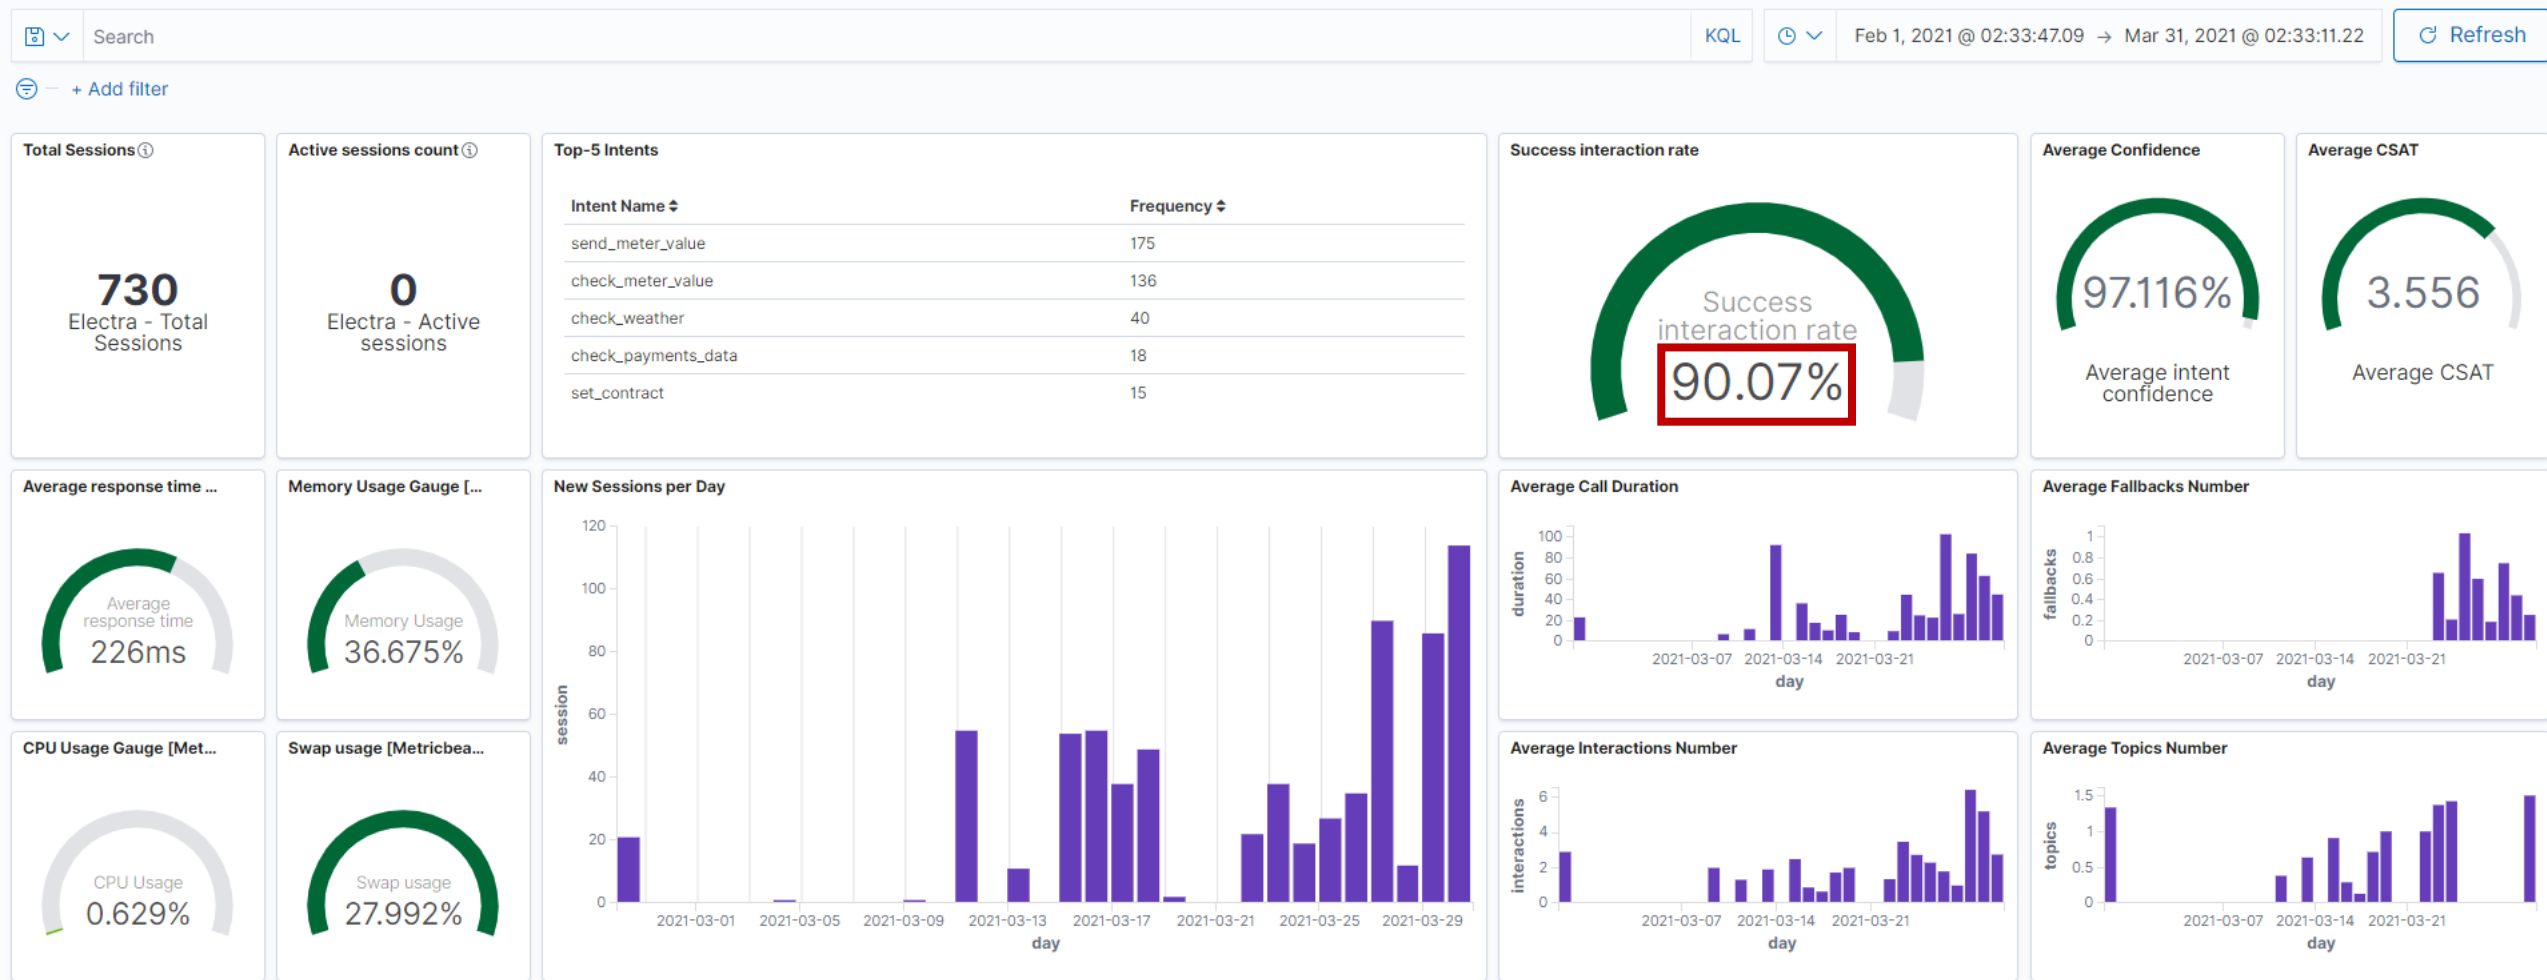 Search
KQL
Feb 1, 2021 @ 02:33:47.09 → Mar 31, 2021 @ 02:33:11.22
Refresh
+ Add filter
Total Sessions
730
Electra - Total
Sessions
Active sessions count
0
Electra - Active
sessions
Top-5 Intents
Intent Name Frequency
send_meter_value 175
check_meter_value 136
check_weather 40
check_payments_data 18
set_contract 15
Success interaction rate
Success
interaction rate
90.07%
Average Confidence
97.116%
Average intent
confidence
Average CSAT
3.556
Average CSAT
Average response time ...
Average
response time
226ms
Memory Usage Gauge [...
Memory Usage
36.675%
CPU Usage Gauge [Met...
CPU Usage
0.629%
Swap usage [Metricbea...
Swap usage
27.992%
New Sessions per Day
session
120
100
80
60
40
20
0
2021-03-01 2021-03-05 2021-03-09 2021-03-13 2021-03-17 2021-03-21 2021-03-25 2021-03-29
day
Average Call Duration
duration
100
80
60
40
20
0
2021-03-07 2021-03-14 2021-03-21
day
Average Fallbacks Number
fallbacks
1
0.8
0.6
0.4
0.2
0
2021-03-07 2021-03-14 2021-03-21
day
Average Interactions Number
interactions
6
4
2
0
2021-03-07 2021-03-14 2021-03-21
day
Average Topics Number
topics
1.5
1
0.5
0
2021-03-07 2021-03-14 2021-03-21
day